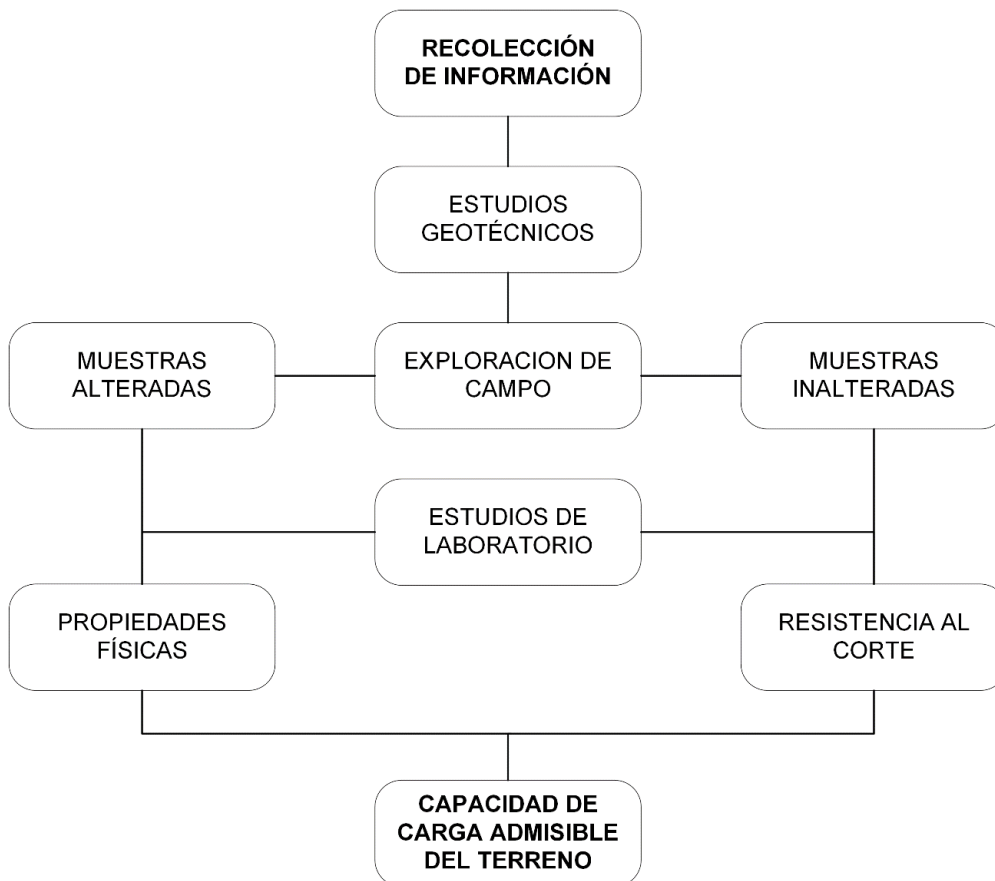 RECOLECCIÓN
DE INFORMACIÓN
ESTUDIOS
GEOTÉCNICOS
MUESTRAS
ALTERADAS
EXPLORACION DE
CAMPO
MUESTRAS
INALTERADAS
ESTUDIOS DE
LABORATORIO
PROPIEDADES
FÍSICAS
RESISTENCIA AL
CORTE
CAPACIDAD DE
CARGA ADMISIBLE
DEL TERRENO